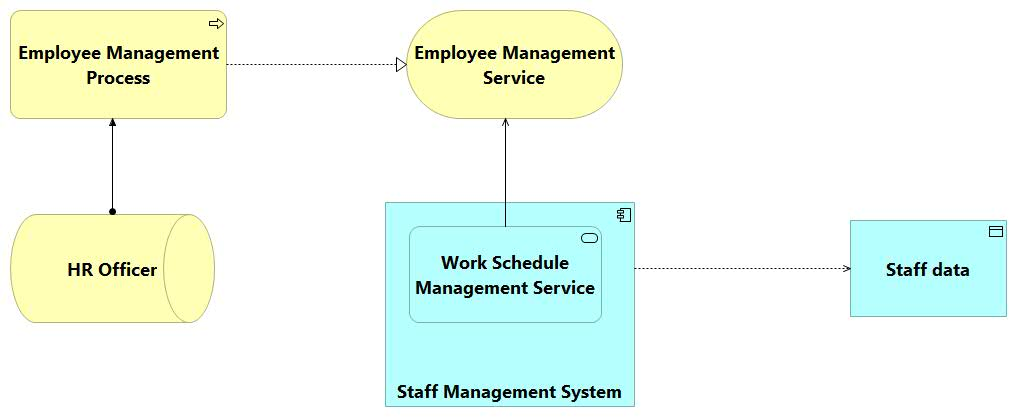 Employee Management
Process
Employee Management
Service
HR Officer
Work Schedule
Management Service
Staff Management System
Staff data